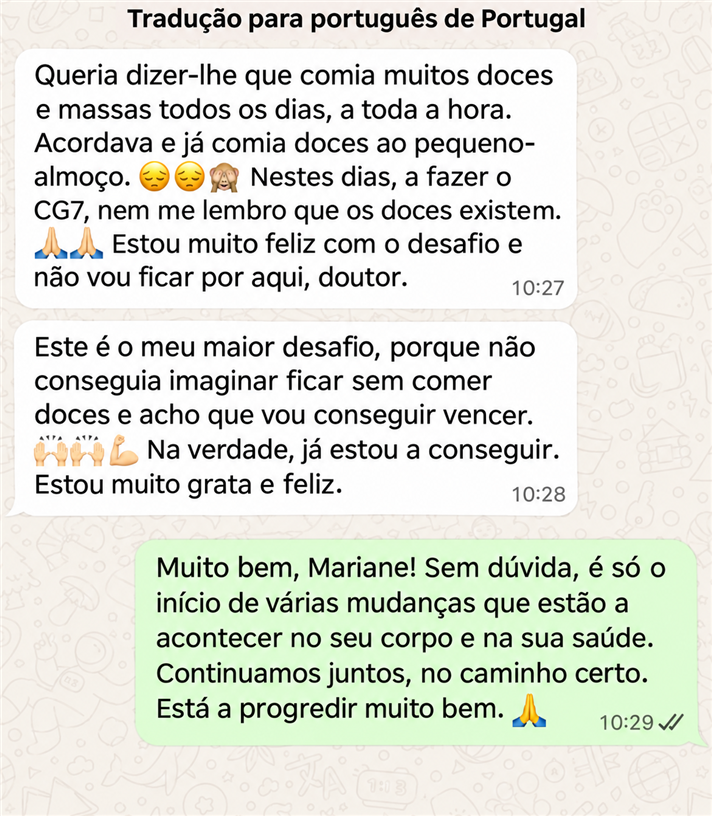 Tradução para português de Portugal
Queria dizer-lhe que comia muitos doces
e massas todos os dias, a toda a hora.
Acordava e já comia doces ao pequeno-
almoço. 😔😔🙈 Nestes dias, a fazer o
CG7, nem me lembro que os doces existem.
🙏🏻🙏🏻 Estou muito feliz com o desafio e
não vou ficar por aqui, doutor.
10:27
Este é o meu maior desafio, porque não
conseguia imaginar ficar sem comer
doces e acho que vou conseguir vencer.
🙌🏻🙌🏻💪🏻 Na verdade, já estou a conseguir.
Estou muito grata e feliz.
10:28
Muito bem, Mariane! Sem dúvida, é só o
início de várias mudanças que estão a
acontecer no seu corpo e na sua saúde.
Continuamos juntos, no caminho certo.
Está a progredir muito bem. 🙏
10:29